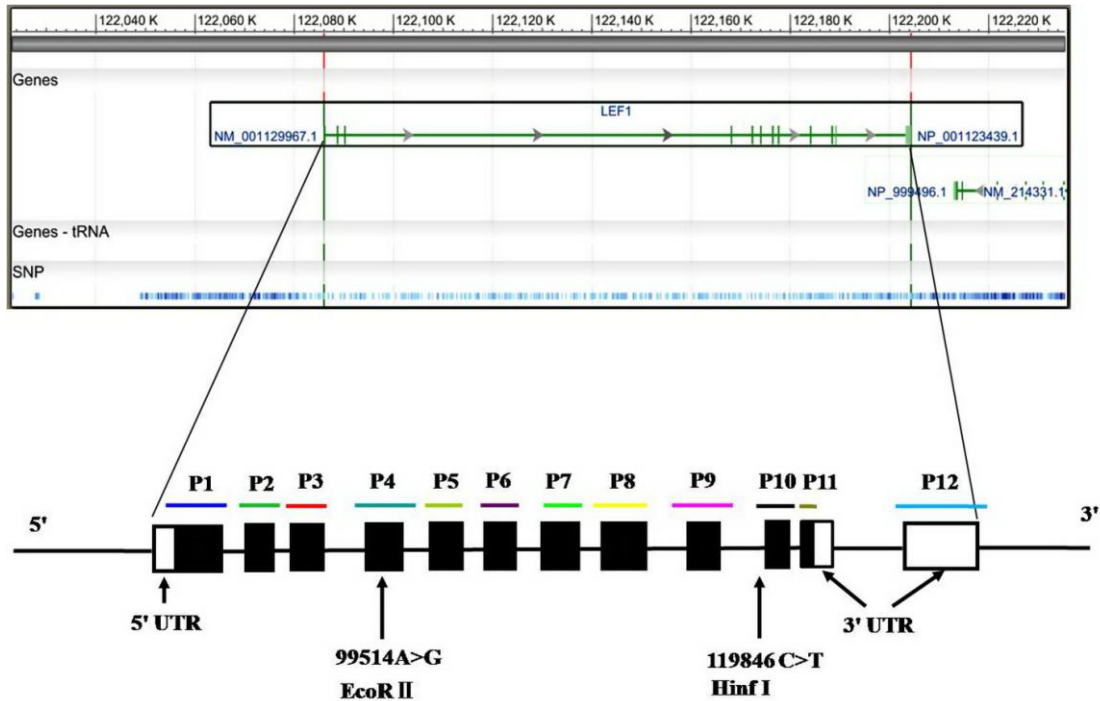 122,040 K 122,060 K 122,080 K 122,100 K 122,120 K 122,140 K 122,160 K 122,180 K 122,200 K 122,220 K
Genes
LEF1
NM_001129967.1 NP_001123439.1
NP_999496.1 NM_214331.1
Genes - tRNA
SNP
P1 P2 P3 P4 P5 P6 P7 P8 P9 P10 P11 P12
5' 3'
5' UTR 3' UTR
99514A>G 119846 C>T
EcoR II Hinf I